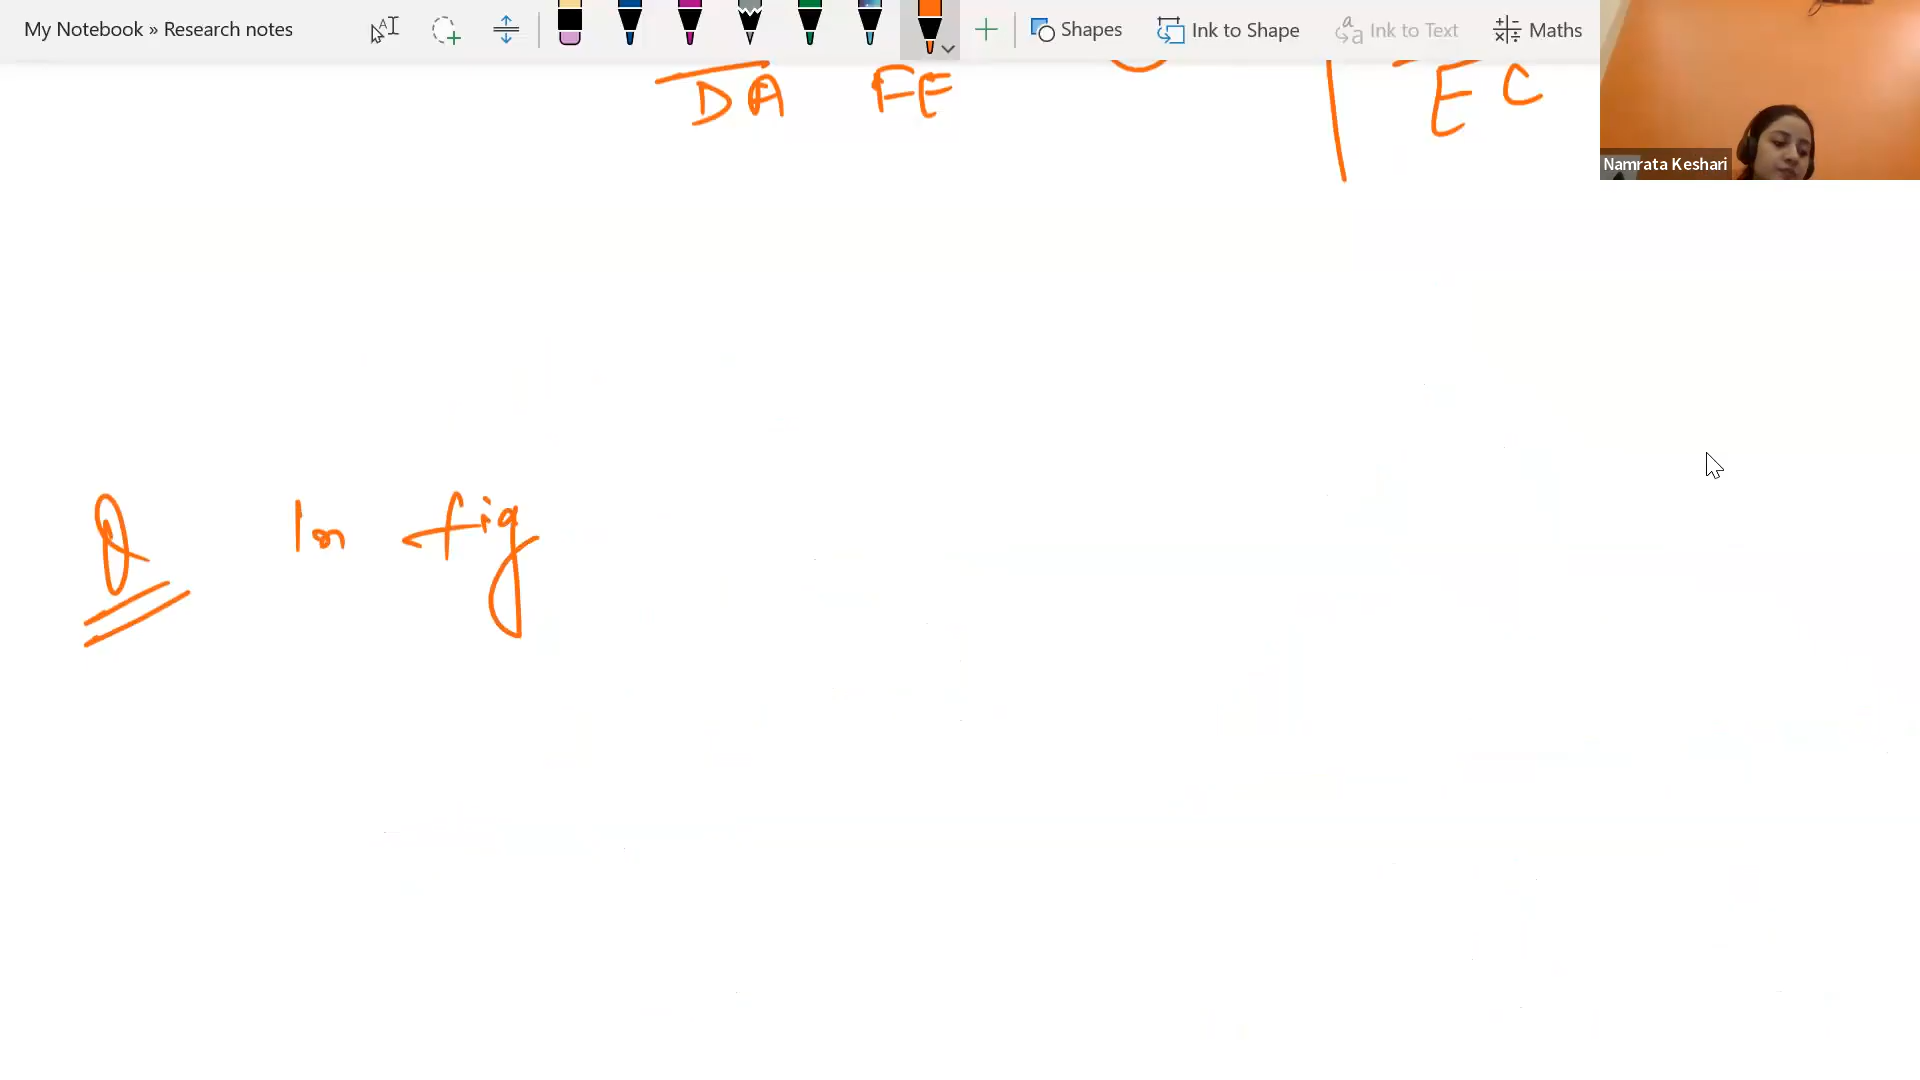 My Notebook » Research notes
Shapes
Ink to Shape
Ink to Text
Maths
DA FE
EC
Namrata Keshari
Q In fig